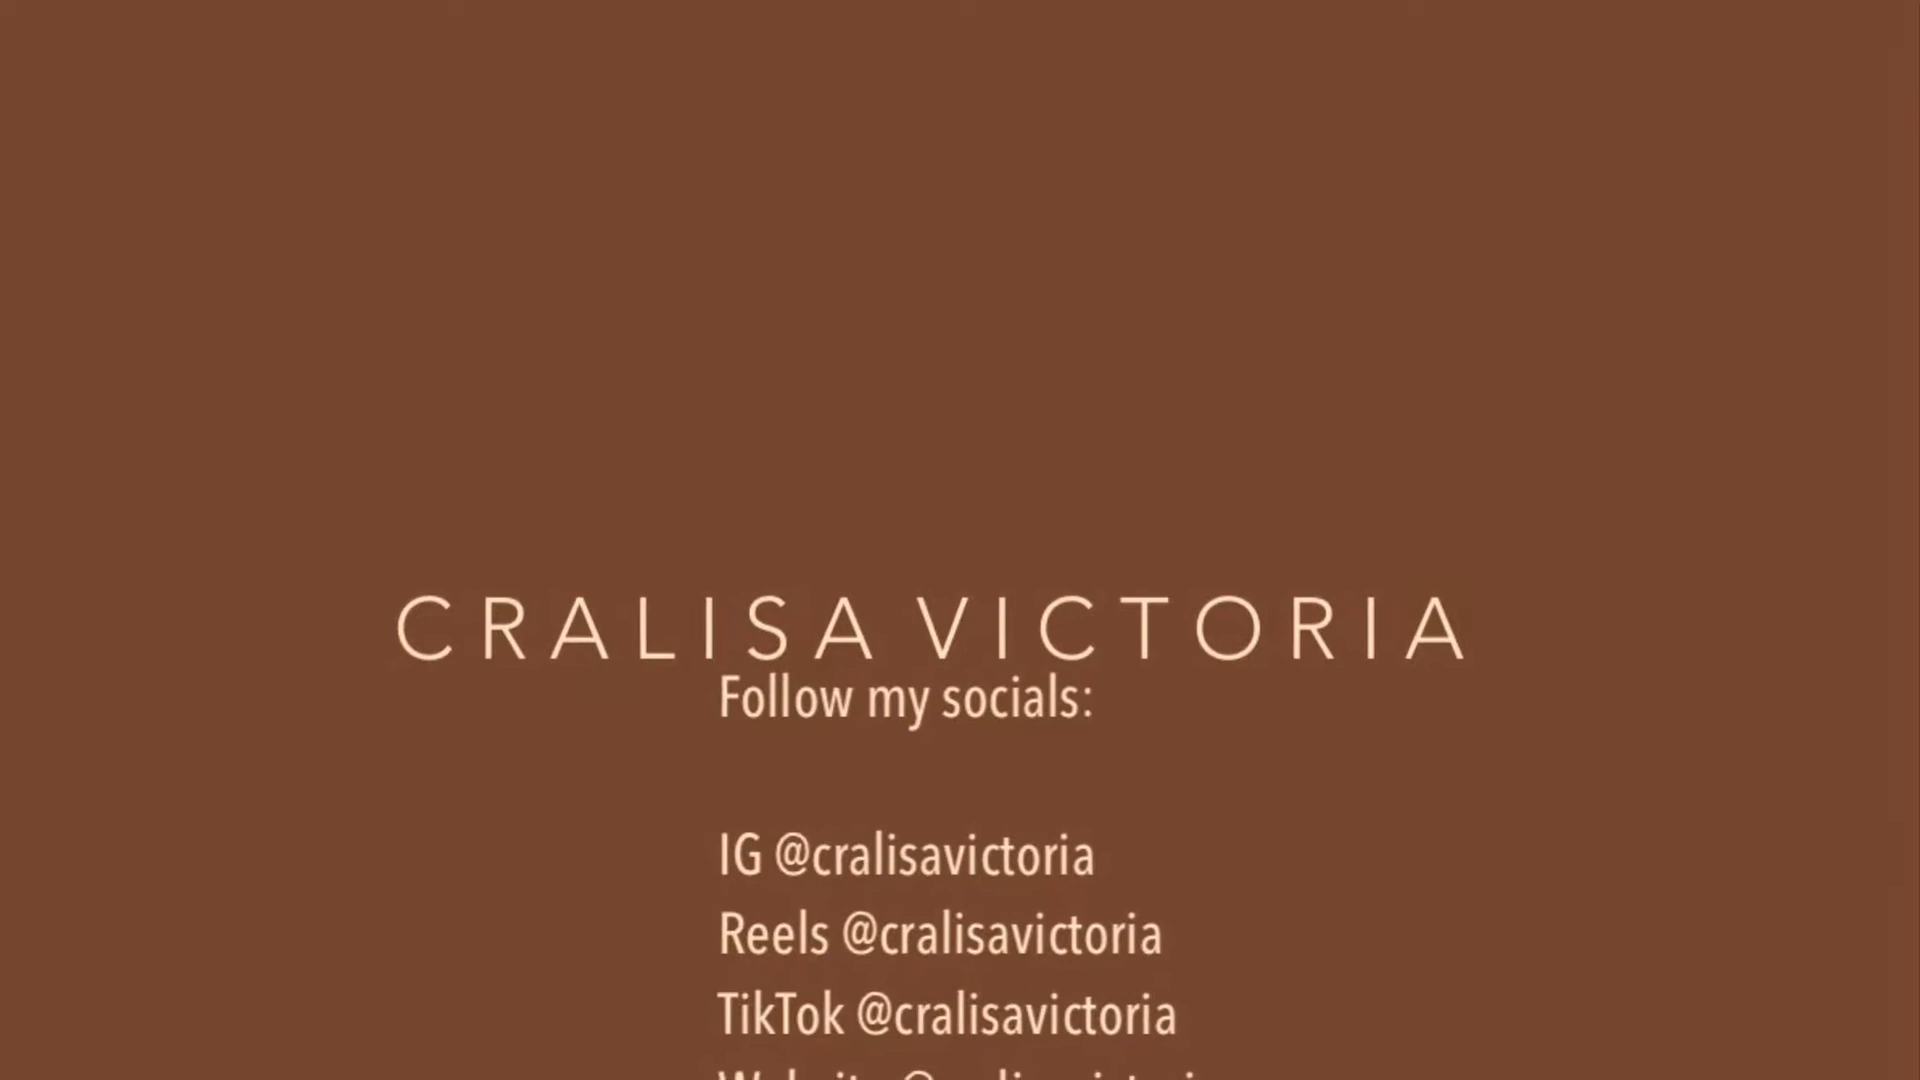 CRALISA VICTORIA
Follow my socials:
IG @cralisavictoria
Reels @cralisavictoria
TikTok @cralisavictoria